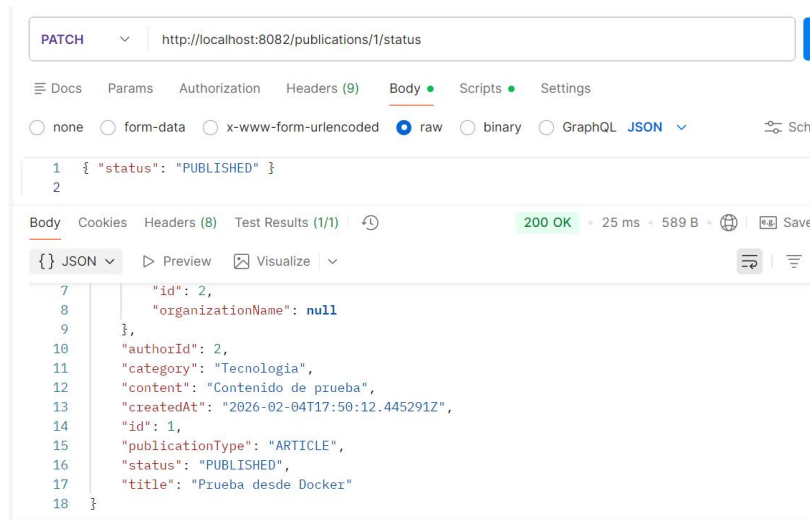 PATCH http://localhost:8082/publications/1/status
Docs Params Authorization Headers (9) Body Scripts Settings
none form-data x-www-form-urlencoded raw binary GraphQL JSON Sch
1 { "status": "PUBLISHED" }
2
Body Cookies Headers (8) Test Results (1/1) 200 OK 25 ms 589 B e.g. Save
{} JSON Preview Visualize
7 "id": 2,
8 "organizationName": null
9 },
10 "authorId": 2,
11 "category": "Tecnologia",
12 "content": "Contenido de prueba",
13 "createdAt": "2026-02-04T17:50:12.445291Z",
14 "id": 1,
15 "publicationType": "ARTICLE",
16 "status": "PUBLISHED",
17 "title": "Prueba desde Docker"
18 }